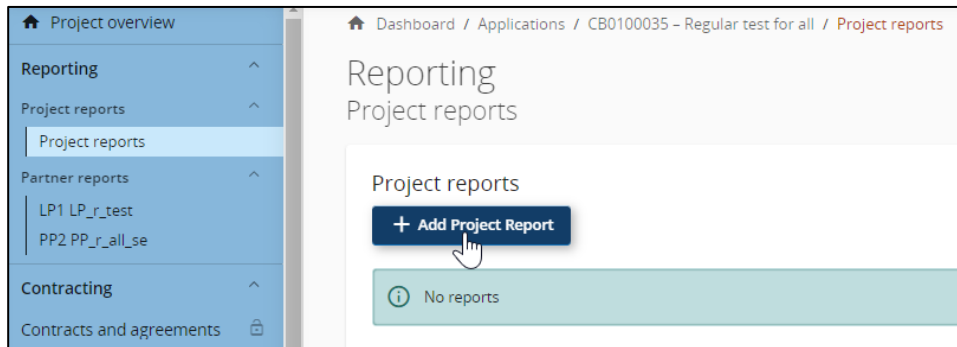 Project overview
Reporting
Project reports
Project reports
Partner reports
LP1 LP_r_test
PP2 PP_r_all_se
Contracting
Contracts and agreements
Dashboard / Applications / CB0100035 – Regular test for all / Project reports
Reporting
Project reports
Project reports
+ Add Project Report
No reports